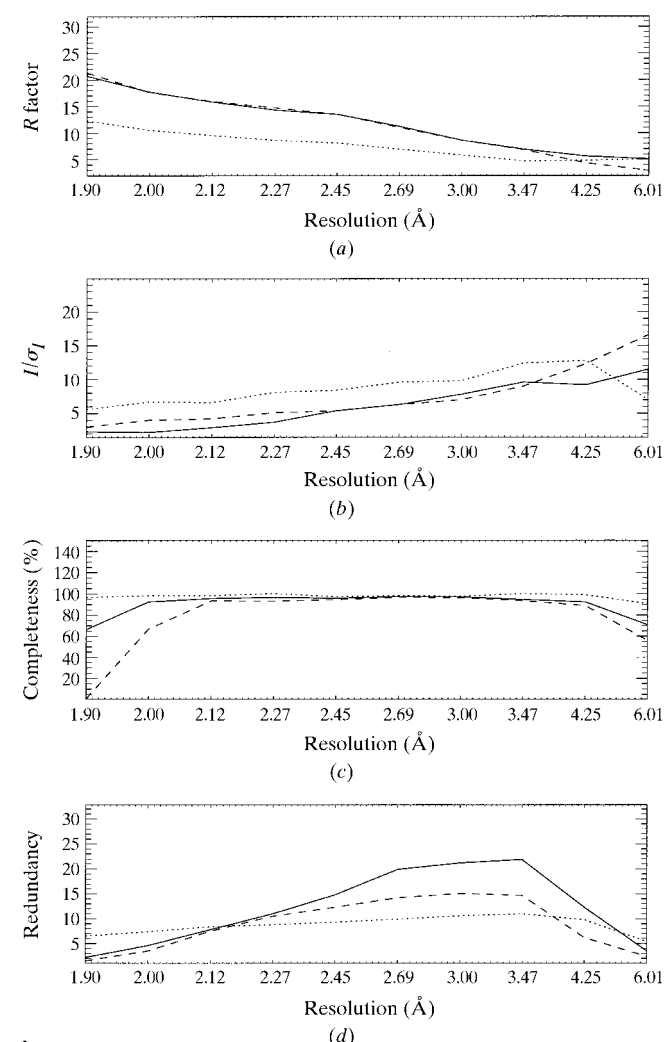 R factor
30
25
20
15
10
5
1.90 2.00 2.12 2.27 2.45 2.69 3.00 3.47 4.25 6.01
Resolution (Å)
(a)
I/σI
20
15
10
5
1.90 2.00 2.12 2.27 2.45 2.69 3.00 3.47 4.25 6.01
Resolution (Å)
(b)
Completeness (%)
140
120
100
80
60
40
20
1.90 2.00 2.12 2.27 2.45 2.69 3.00 3.47 4.25 6.01
Resolution (Å)
(c)
Redundancy
30
25
20
15
10
5
1.90 2.00 2.12 2.27 2.45 2.69 3.00 3.47 4.25 6.01
Resolution (Å)
(d)